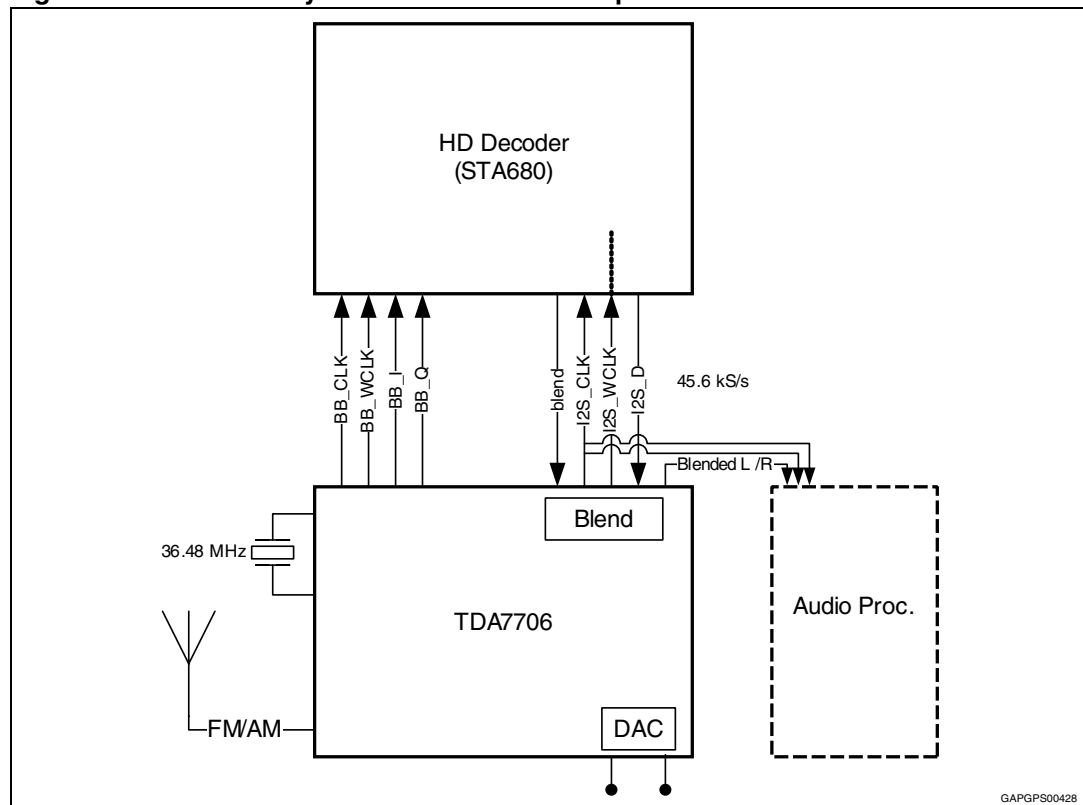 HD Decoder
(STA680)
BB_CLK
BB_WCLK
BB_I
BB_Q
blend
I2S_CLK
I2S_WCLK
I2S_D
45.6 kS/s
Blended L /R
Blend
36.48 MHz
TDA7706
Audio Proc.
FM/AM
DAC
GAPGPS00428